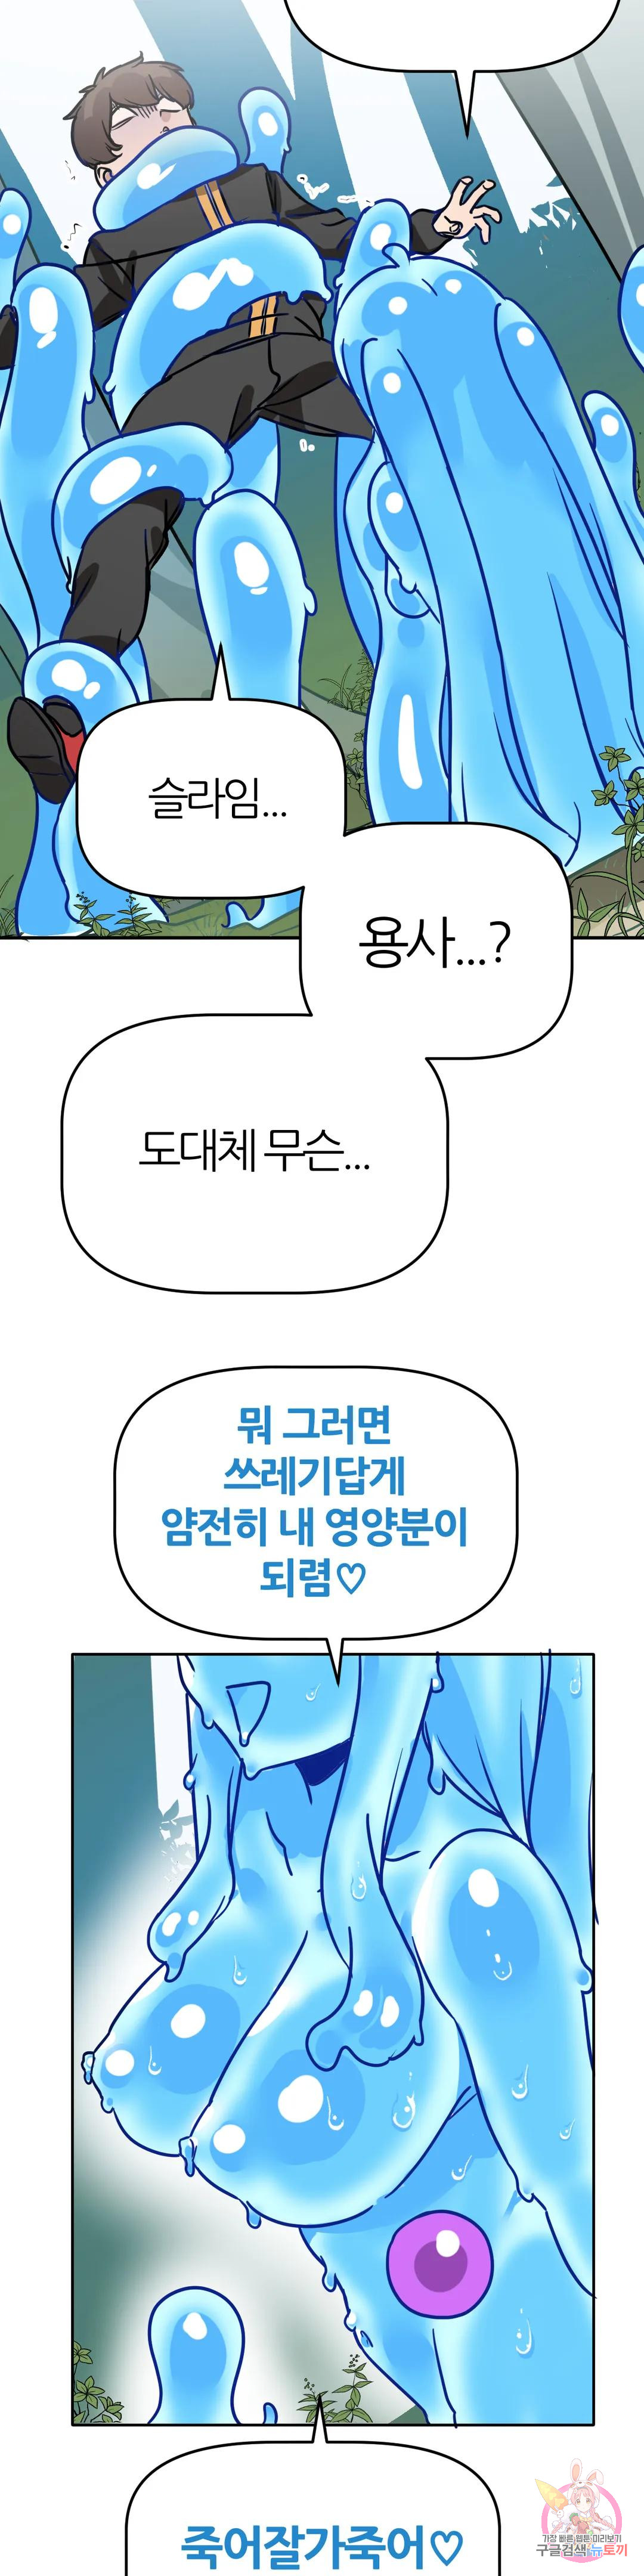 슬라임...
용사...?
도대체 무슨...
뭐 그러면
쓰레기답게
얌전히 내 영양분이
되렴♡
죽어잘가죽어♡
가장 빠른 웹툰 미리보기
구글검색 뉴토끼